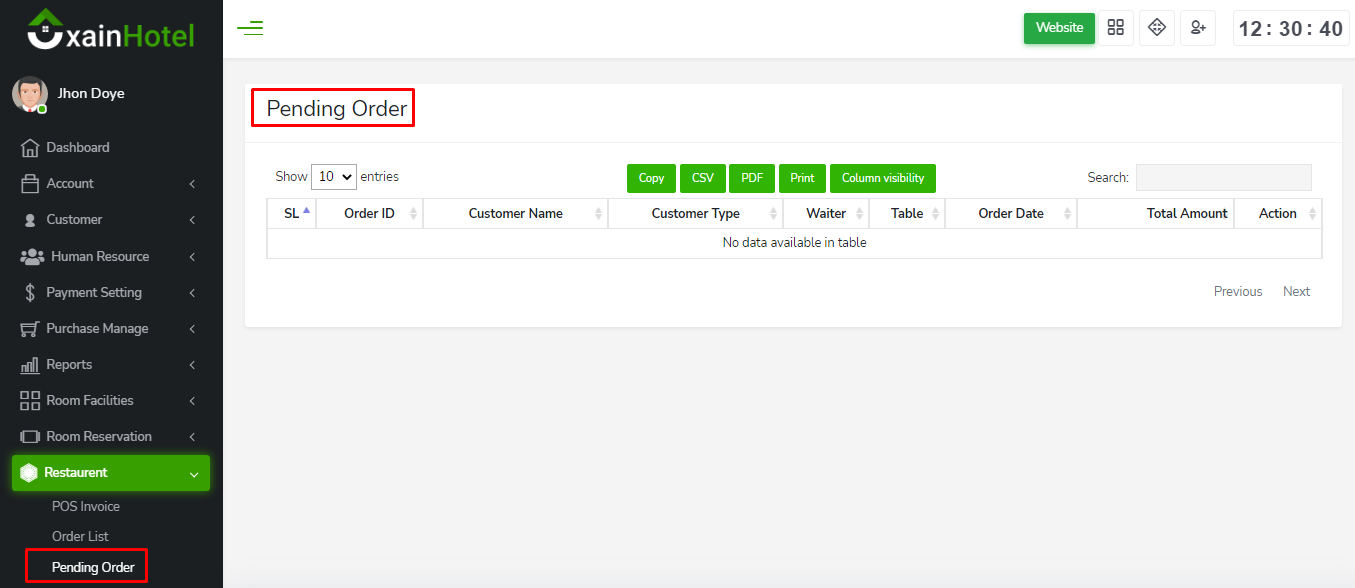 xainHotel
Website
12 : 30 : 40
Jhon Doye
Dashboard
Account
Customer
Human Resource
Payment Setting
Purchase Manage
Reports
Room Facilities
Room Reservation
Restaurent
POS Invoice
Order List
Pending Order
Pending Order
Show 10 entries
Copy CSV PDF Print Column visibility
Search:
SL Order ID Customer Name Customer Type Waiter Table Order Date Total Amount Action
No data available in table
Previous Next